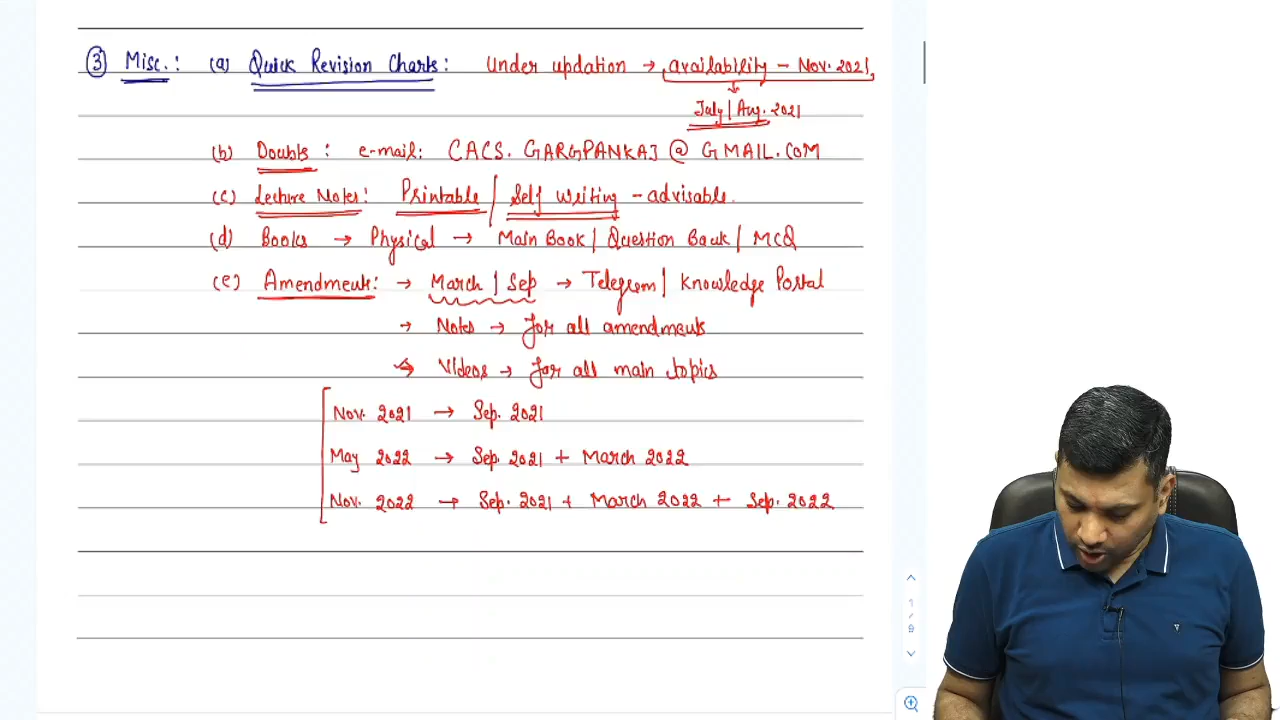 ③ Misc.: (a) Quick Revision Charts: Under updation → availability - Nov. 2021,
July | Aug. 2021
(b) Doubts: e-mail: CACS.GARGPANKAJ@GMAIL.COM
(c) Lecture Notes: Printable / Self writing - advisable.
(d) Books → Physical → Main Book / Question Bank / MCQ
(e) Amendments: → March | Sep → Telegram | Knowledge Portal
→ Notes → for all amendments
→ Videos → for all main topics
Nov. 2021 → Sep. 2021
May 2022 → Sep. 2021 + March 2022
Nov. 2022 → Sep. 2021 + March 2022 + Sep. 2022